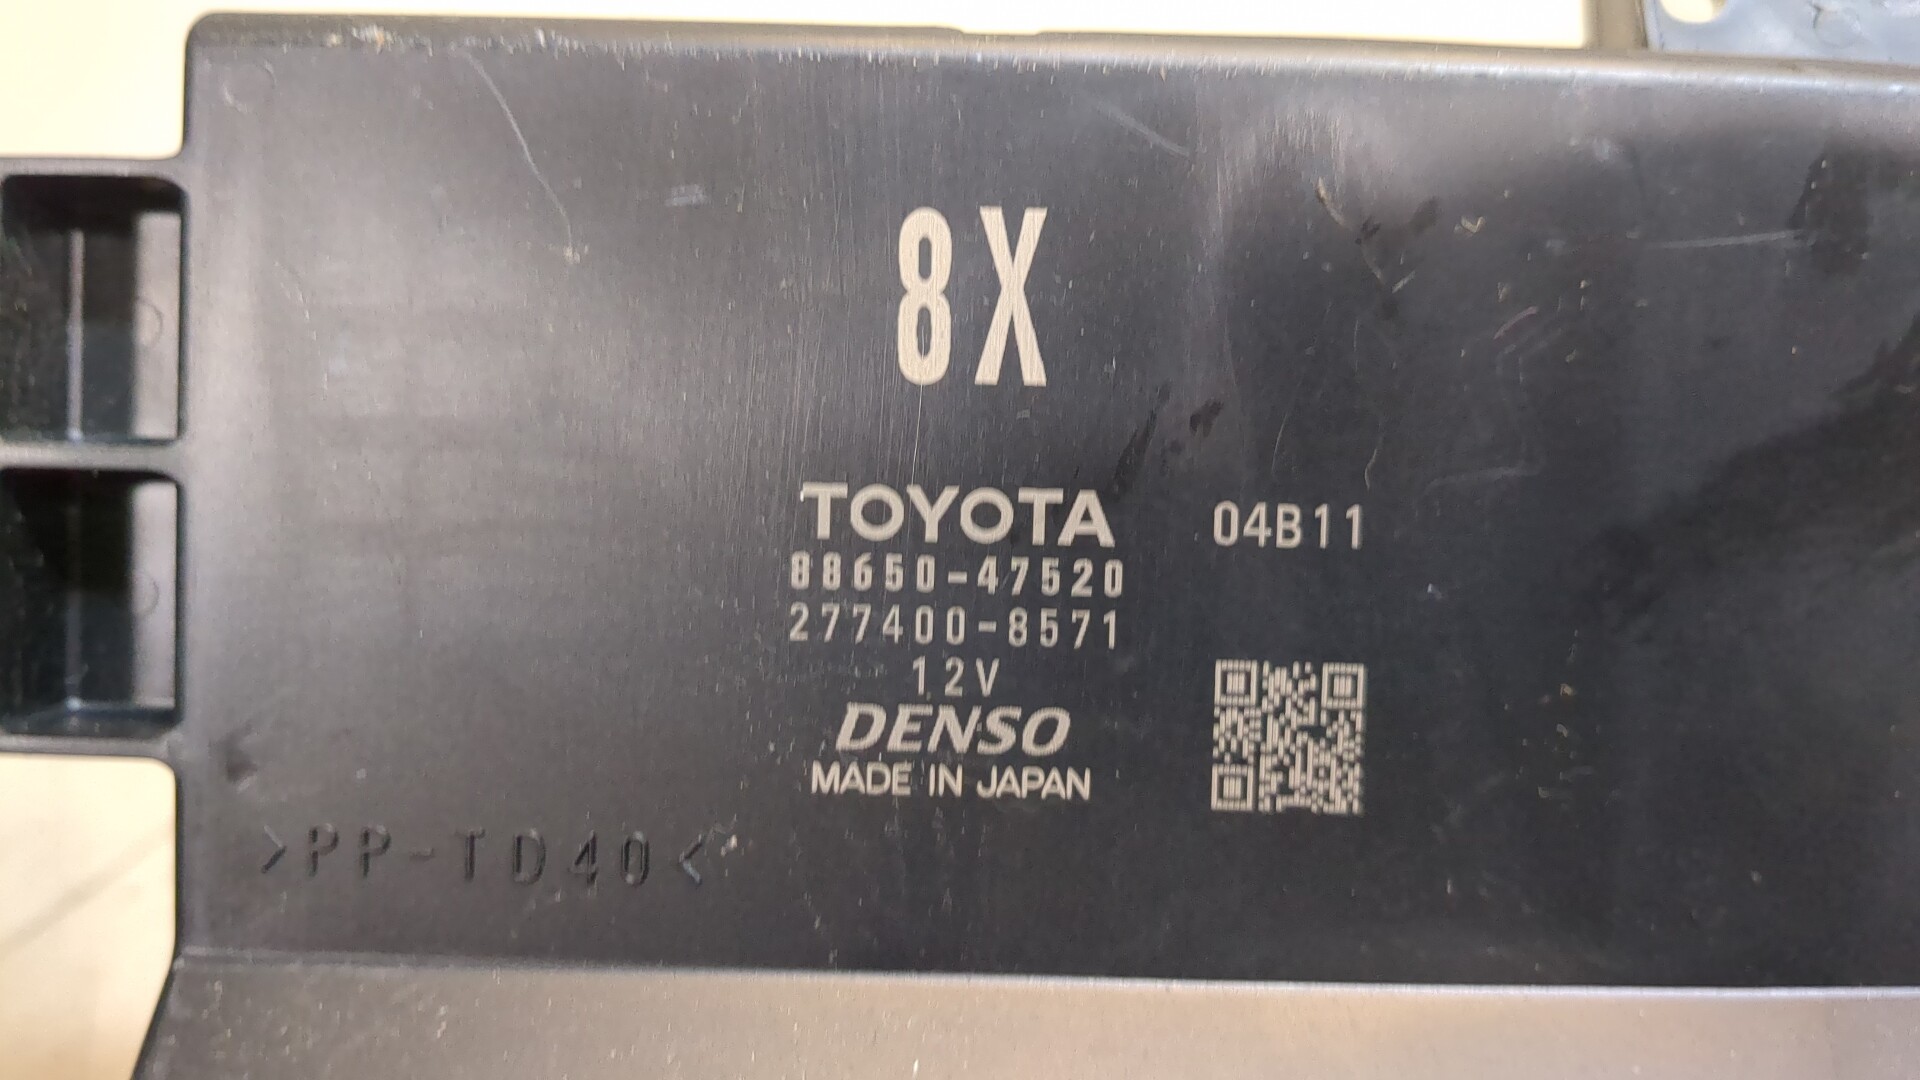 8X
TOYOTA 04B11
88650-47520
277400-8571
12V
DENSO
MADE IN JAPAN
>PP-TD40<